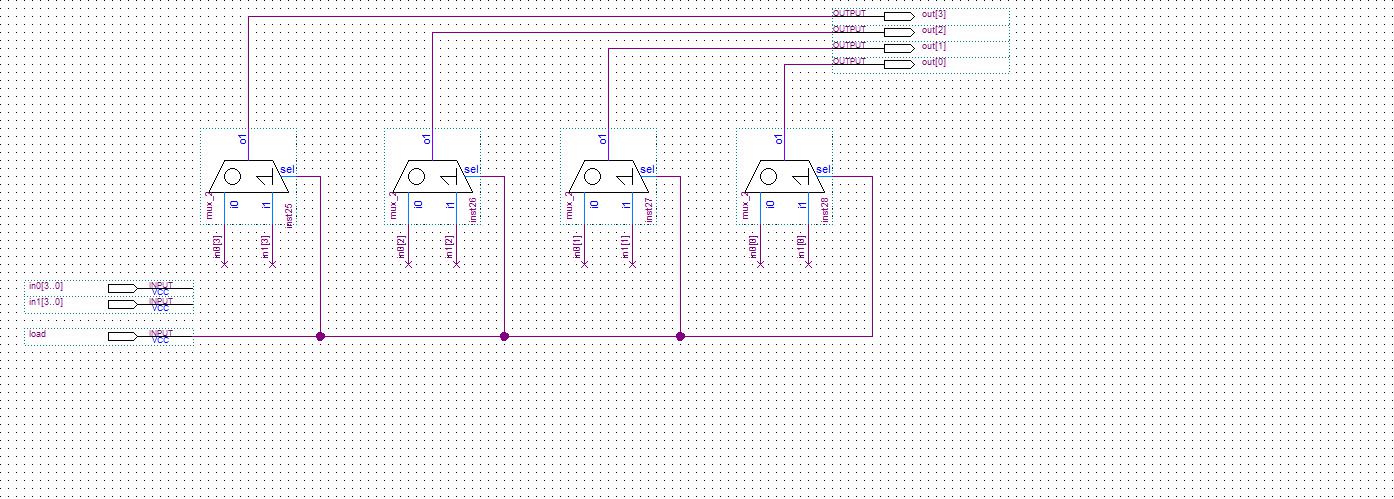 OUTPUT out[3]
OUTPUT out[2]
OUTPUT out[1]
OUTPUT out[0]
o1 o1 o1 o1
sel sel sel sel
mux_2 i0 i1 inst25
mux_2 i0 i1 inst26
mux_2 i0 i1 inst27
mux_2 i0 i1 inst28
in0[3] in1[3] in0[2] in1[2] in0[1] in1[1] in0[0] in1[0]
in0[3..0] INPUT
VCC
in1[3..0] INPUT
VCC
load INPUT
VCC